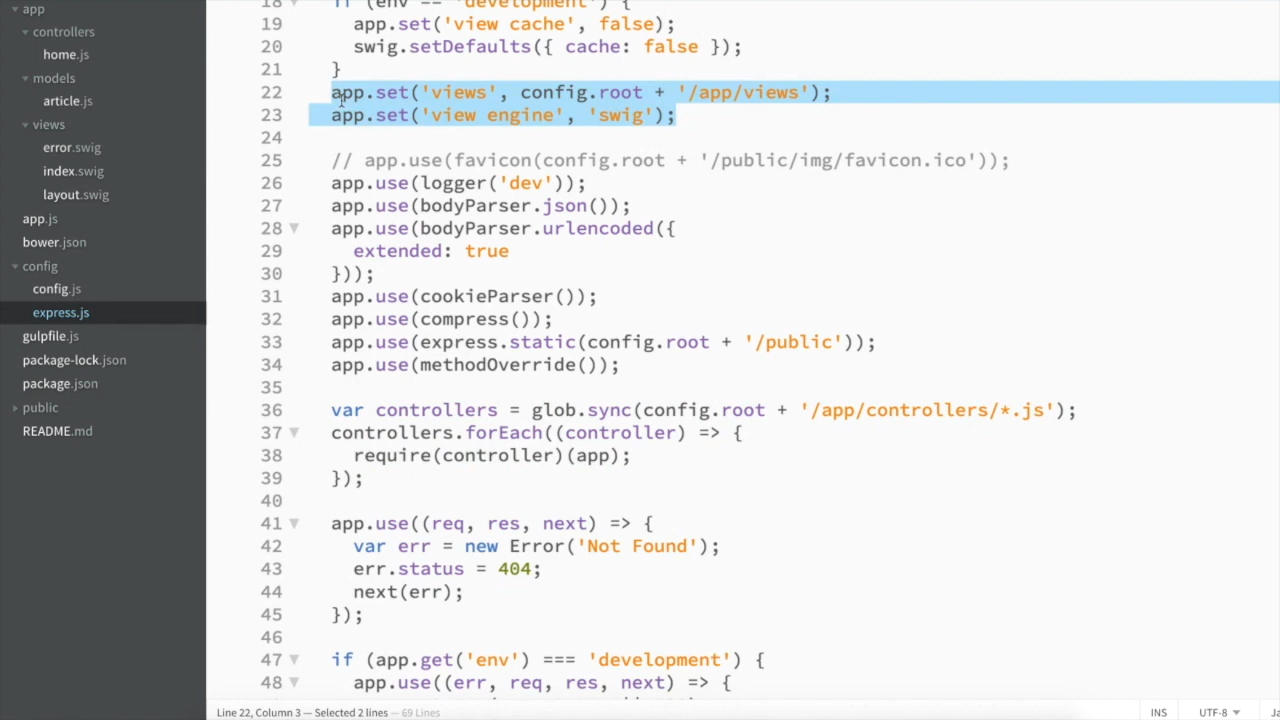 app
controllers
home.js
models
article.js
views
error.swig
index.swig
layout.swig
app.js
bower.json
config
config.js
express.js
gulpfile.js
package-lock.json
package.json
public
README.md
18 if (env == 'development') {
19 app.set('view cache', false);
20 swig.setDefaults({ cache: false });
21 }
22 app.set('views', config.root + '/app/views');
23 app.set('view engine', 'swig');
24
25 // app.use(favicon(config.root + '/public/img/favicon.ico'));
26 app.use(logger('dev'));
27 app.use(bodyParser.json());
28 app.use(bodyParser.urlencoded({
29 extended: true
30 }));
31 app.use(cookieParser());
32 app.use(compress());
33 app.use(express.static(config.root + '/public'));
34 app.use(methodOverride());
35
36 var controllers = glob.sync(config.root + '/app/controllers/*.js');
37 controllers.forEach((controller) => {
38 require(controller)(app);
39 });
40
41 app.use((req, res, next) => {
42 var err = new Error('Not Found');
43 err.status = 404;
44 next(err);
45 });
46
47 if (app.get('env') === 'development') {
48 app.use((err, req, res, next) => {
Line 22, Column 3 — Selected 2 lines — 69 Lines
INS
UTF-8